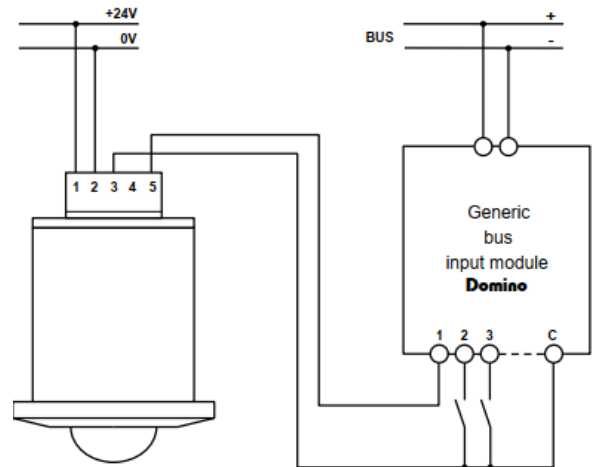 +24V
0V
BUS
+
-
1 2 3 4 5
Generic
bus
input module
Domino
1 2 3 C